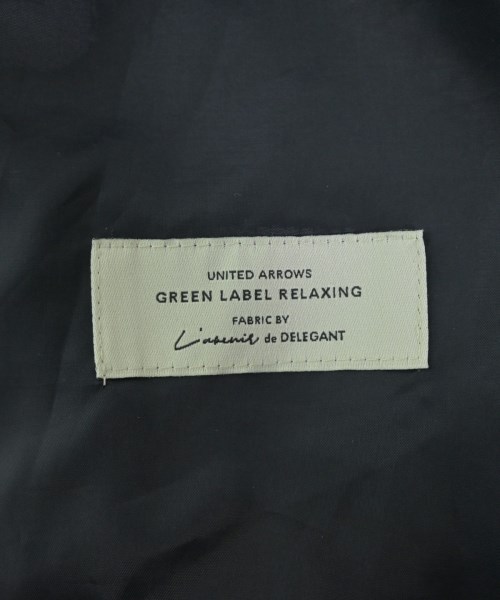 UNITED ARROWS
GREEN LABEL RELAXING
FABRIC BY
L'avenir de DELEGANT